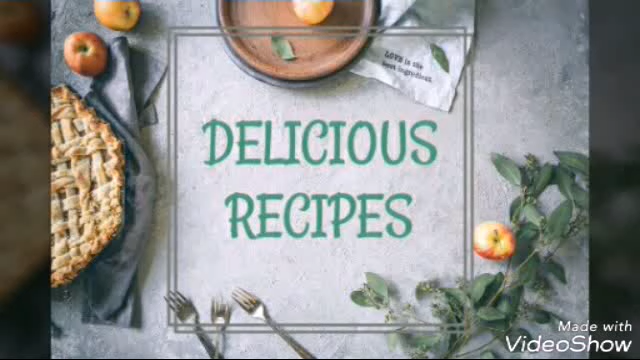 LOVE is the
best ingredient.
DELICIOUS
RECIPES
Made with
VideoShow